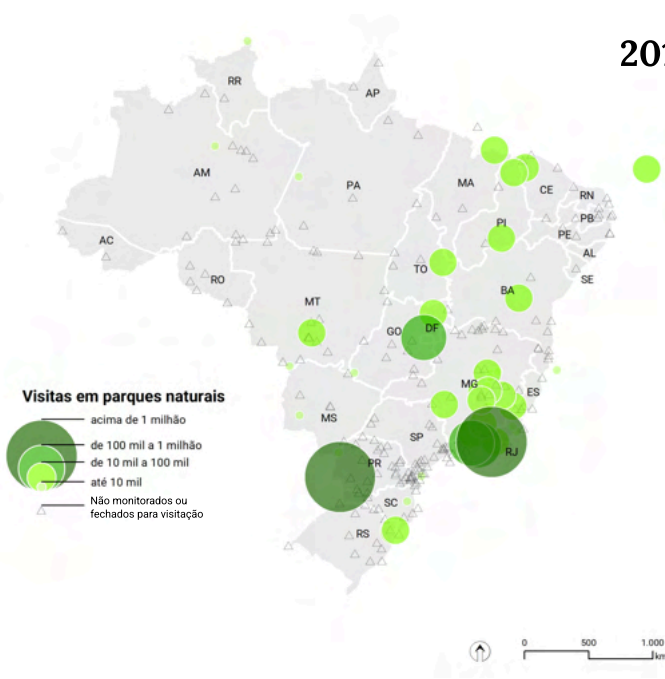 201
RR
AP
AM
PA
MA
CE
RN
PB
PI
PE
AC
AL
TO
SE
RO
BA
MT
GO
DF
MG
ES
MS
SP
RJ
PR
SC
RS
Visitas em parques naturais
acima de 1 milhão
de 100 mil a 1 milhão
de 10 mil a 100 mil
até 10 mil
Não monitorados ou
fechados para visitação
0 500 1.000
km